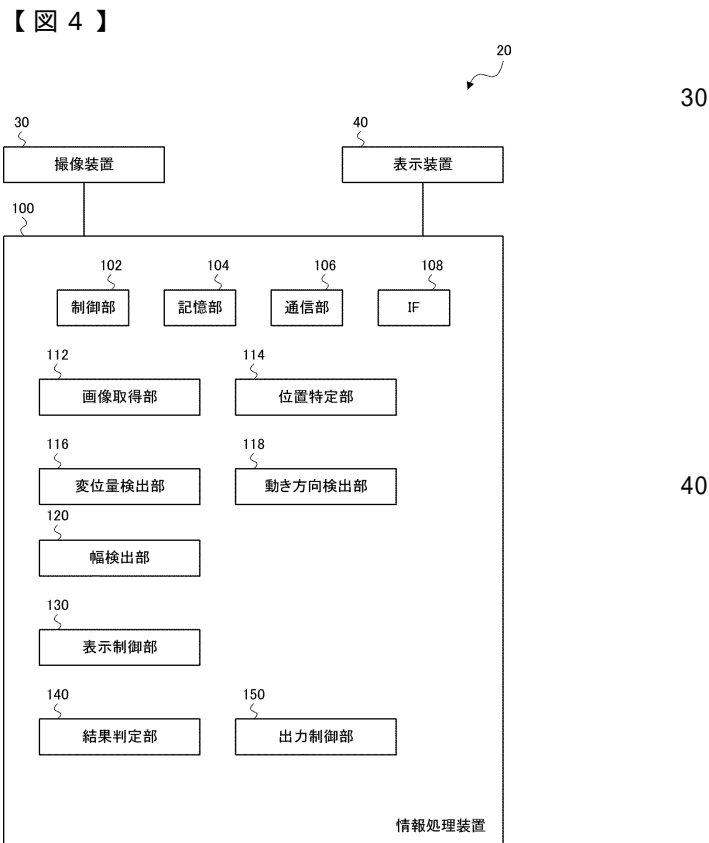 【図４】
20
30
30 40
撮像装置 表示装置
100
102 104 106 108
制御部 記憶部 通信部 IF
112 114
画像取得部 位置特定部
116 118
変位量検出部 動き方向検出部
40
120
幅検出部
130
表示制御部
140 150
結果判定部 出力制御部
情報処理装置